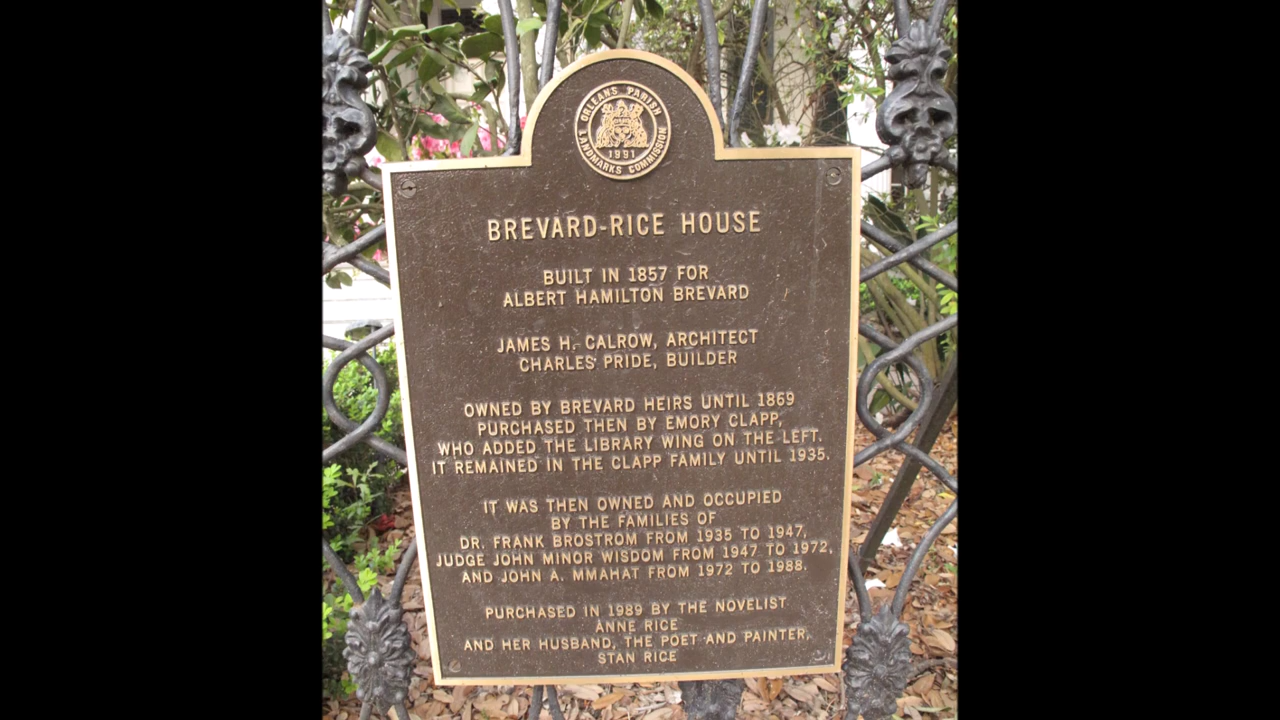 ORLEANS PARISH
LANDMARKS COMMISSION
1991
BREVARD-RICE HOUSE
BUILT IN 1857 FOR
ALBERT HAMILTON BREVARD
JAMES H. CALROW, ARCHITECT
CHARLES PRIDE, BUILDER
OWNED BY BREVARD HEIRS UNTIL 1869
PURCHASED THEN BY EMORY CLAPP,
WHO ADDED THE LIBRARY WING ON THE LEFT.
IT REMAINED IN THE CLAPP FAMILY UNTIL 1935.
IT WAS THEN OWNED AND OCCUPIED
BY THE FAMILIES OF
DR. FRANK BROSTROM FROM 1935 TO 1947,
JUDGE JOHN MINOR WISDOM FROM 1947 TO 1972,
AND JOHN A. MMAHAT FROM 1972 TO 1988.
PURCHASED IN 1989 BY THE NOVELIST
ANNE RICE
AND HER HUSBAND, THE POET AND PAINTER,
STAN RICE